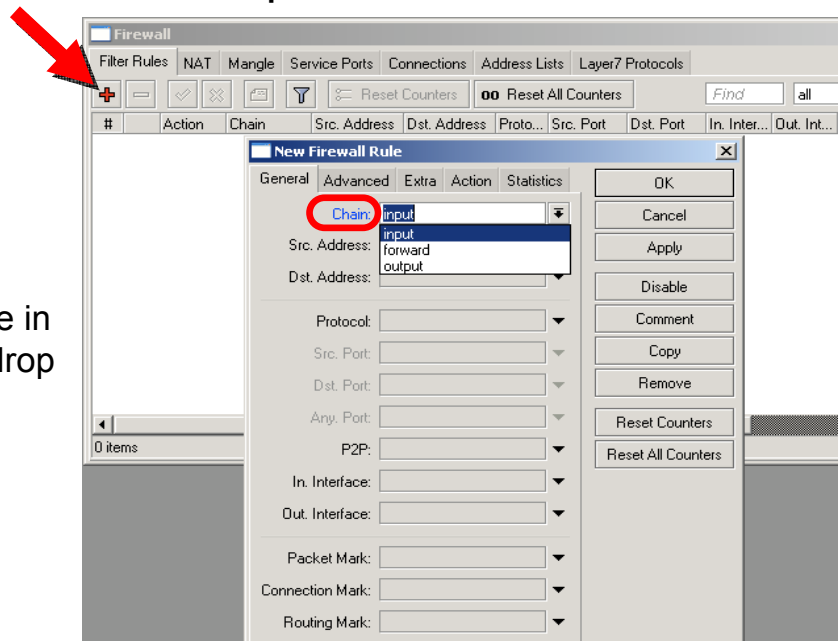 Firewall
Filter Rules NAT Mangle Service Ports Connections Address Lists Layer7 Protocols
Reset Counters 00 Reset All Counters Find all
# Action Chain Src. Address Dst. Address Proto... Src. Port Dst. Port In. Inter... Out. Int...
New Firewall Rule
General Advanced Extra Action Statistics
Chain: input
input
forward
output
Src. Address:
Dst. Address:
Protocol:
Src. Port:
Dst. Port:
Any. Port:
P2P:
In. Interface:
Out. Interface:
Packet Mark:
Connection Mark:
Routing Mark:
OK
Cancel
Apply
Disable
Comment
Copy
Remove
Reset Counters
Reset All Counters
0 items
e in
drop